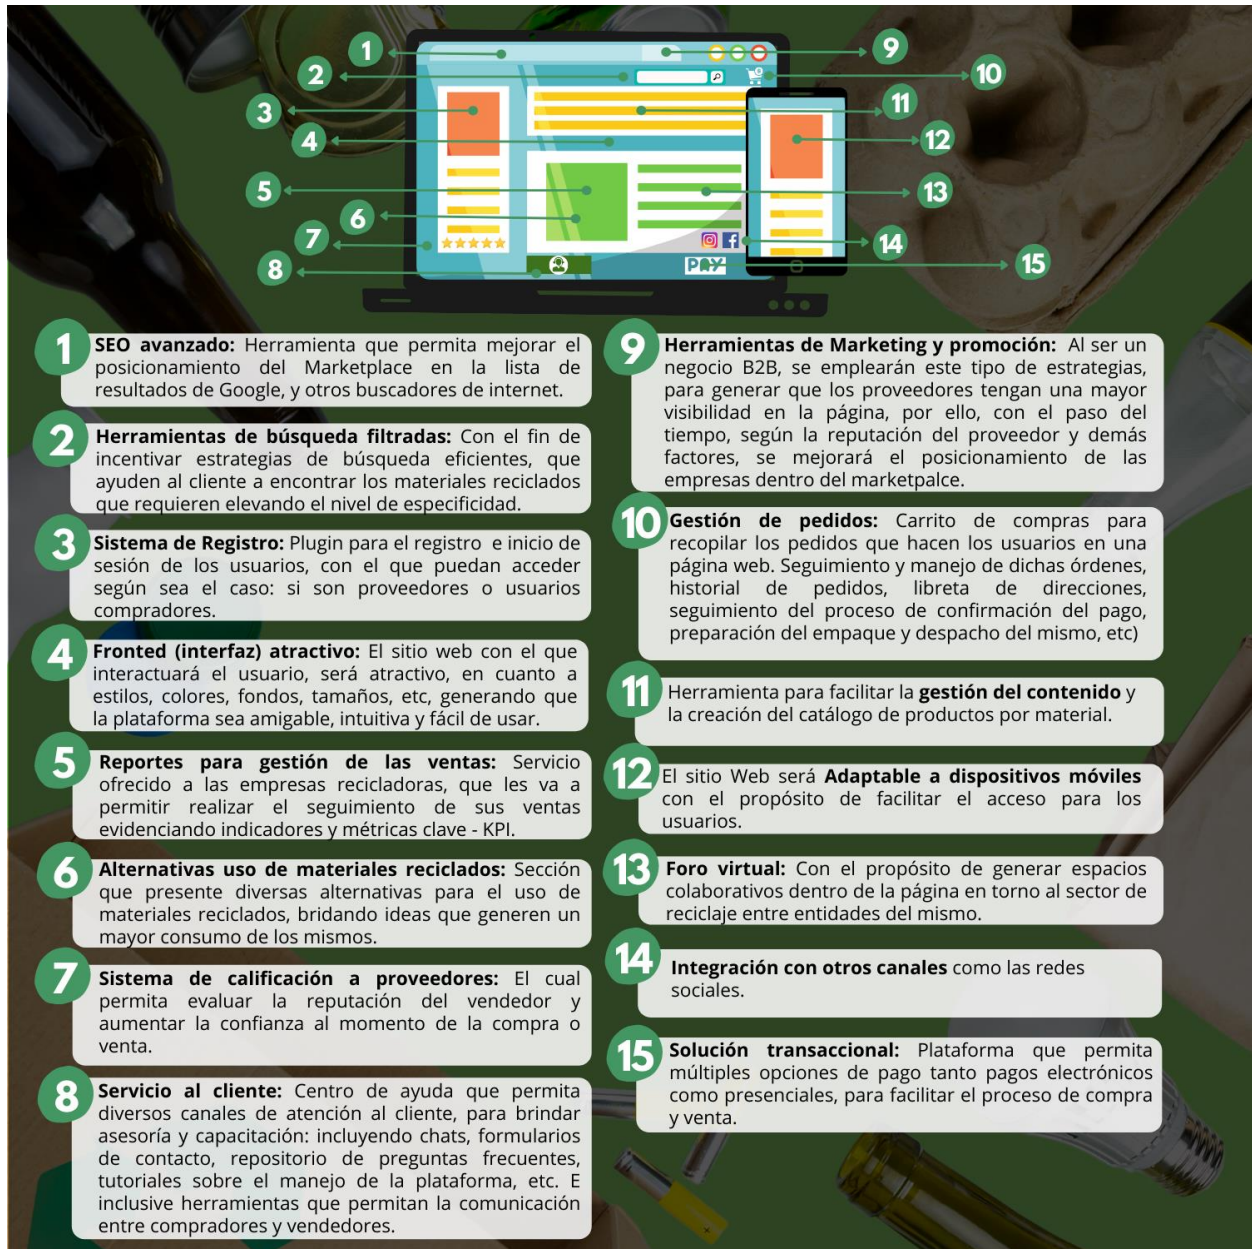 1
2
3
4
5
6
7
8
9
10
11
12
13
14
15
PAY
1
SEO avanzado: Herramienta que permita mejorar el
posicionamiento del Marketplace en la lista de
resultados de Google, y otros buscadores de internet.
2
Herramientas de búsqueda filtradas: Con el fin de
incentivar estrategias de búsqueda eficientes, que
ayuden al cliente a encontrar los materiales reciclados
que requieren elevando el nivel de especificidad.
3
Sistema de Registro: Plugin para el registro e inicio de
sesión de los usuarios, con el que puedan acceder
según sea el caso: si son proveedores o usuarios
compradores.
4
Fronted (interfaz) atractivo: El sitio web con el que
interactuará el usuario, será atractivo, en cuanto a
estilos, colores, fondos, tamaños, etc, generando que
la plataforma sea amigable, intuitiva y fácil de usar.
5
Reportes para gestión de las ventas: Servicio
ofrecido a las empresas recicladoras, que les va a
permitir realizar el seguimiento de sus ventas
evidenciando indicadores y métricas clave - KPI.
6
Alternativas uso de materiales reciclados: Sección
que presente diversas alternativas para el uso de
materiales reciclados, bridando ideas que generen un
mayor consumo de los mismos.
7
Sistema de calificación a proveedores: El cual
permita evaluar la reputación del vendedor y
aumentar la confianza al momento de la compra o
venta.
8
Servicio al cliente: Centro de ayuda que permita
diversos canales de atención al cliente, para brindar
asesoría y capacitación: incluyendo chats, formularios
de contacto, repositorio de preguntas frecuentes,
tutoriales sobre el manejo de la plataforma, etc. E
inclusive herramientas que permitan la comunicación
entre compradores y vendedores.
9
Herramientas de Marketing y promoción: Al ser un
negocio B2B, se emplearán este tipo de estrategias,
para generar que los proveedores tengan una mayor
visibilidad en la página, por ello, con el paso del
tiempo, según la reputación del proveedor y demás
factores, se mejorará el posicionamiento de las
empresas dentro del marketpalce.
10
Gestión de pedidos: Carrito de compras para
recopilar los pedidos que hacen los usuarios en una
página web. Seguimiento y manejo de dichas órdenes,
historial de pedidos, libreta de direcciones,
seguimiento del proceso de confirmación del pago,
preparación del empaque y despacho del mismo, etc)
11
Herramienta para facilitar la gestión del contenido y
la creación del catálogo de productos por material.
12
El sitio Web será Adaptable a dispositivos móviles
con el propósito de facilitar el acceso para los
usuarios.
13
Foro virtual: Con el propósito de generar espacios
colaborativos dentro de la página en torno al sector de
reciclaje entre entidades del mismo.
14
Integración con otros canales como las redes
sociales.
15
Solución transaccional: Plataforma que permita
múltiples opciones de pago tanto pagos electrónicos
como presenciales, para facilitar el proceso de compra
y venta.